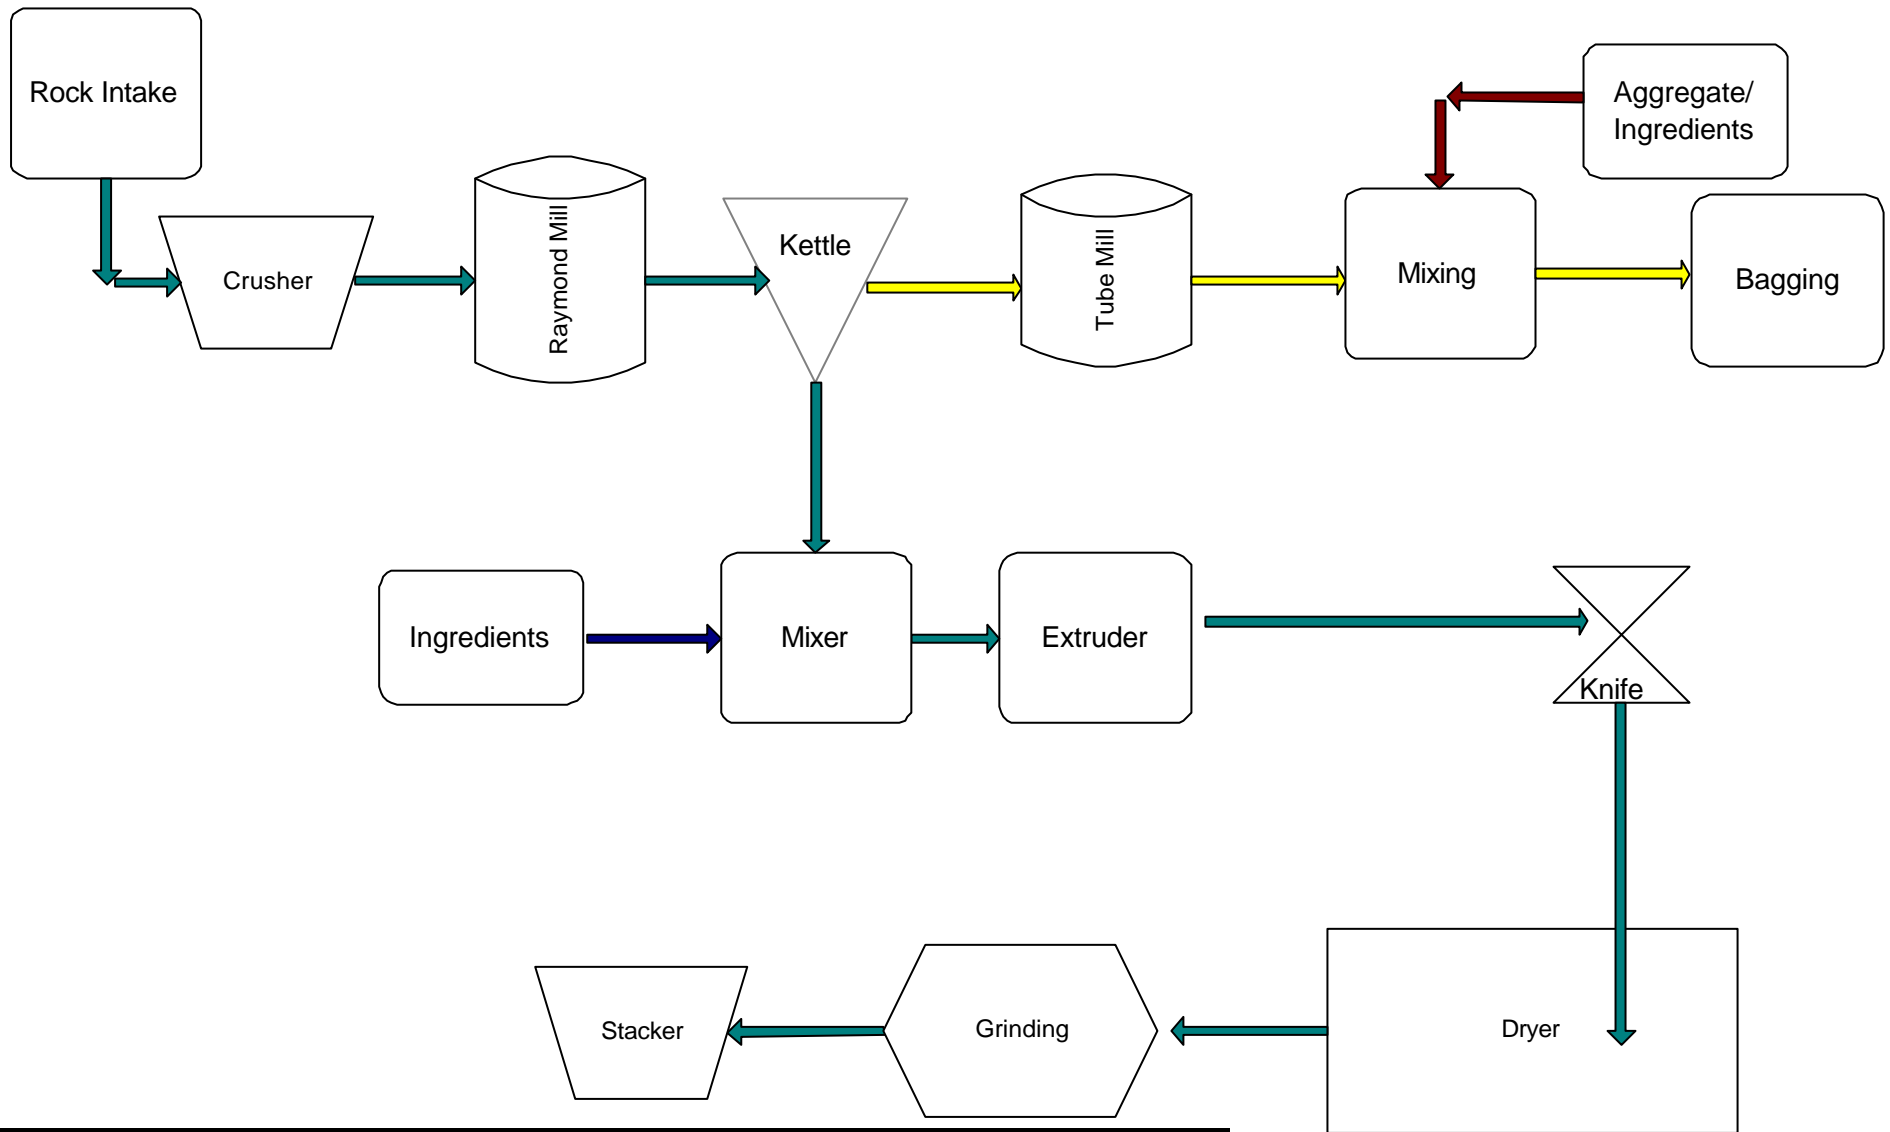 Rock Intake
Aggregate/
Ingredients
Crusher
Raymond Mill
Kettle
Tube Mill
Mixing
Bagging
Ingredients
Mixer
Extruder
Knife
Stacker
Grinding
Dryer